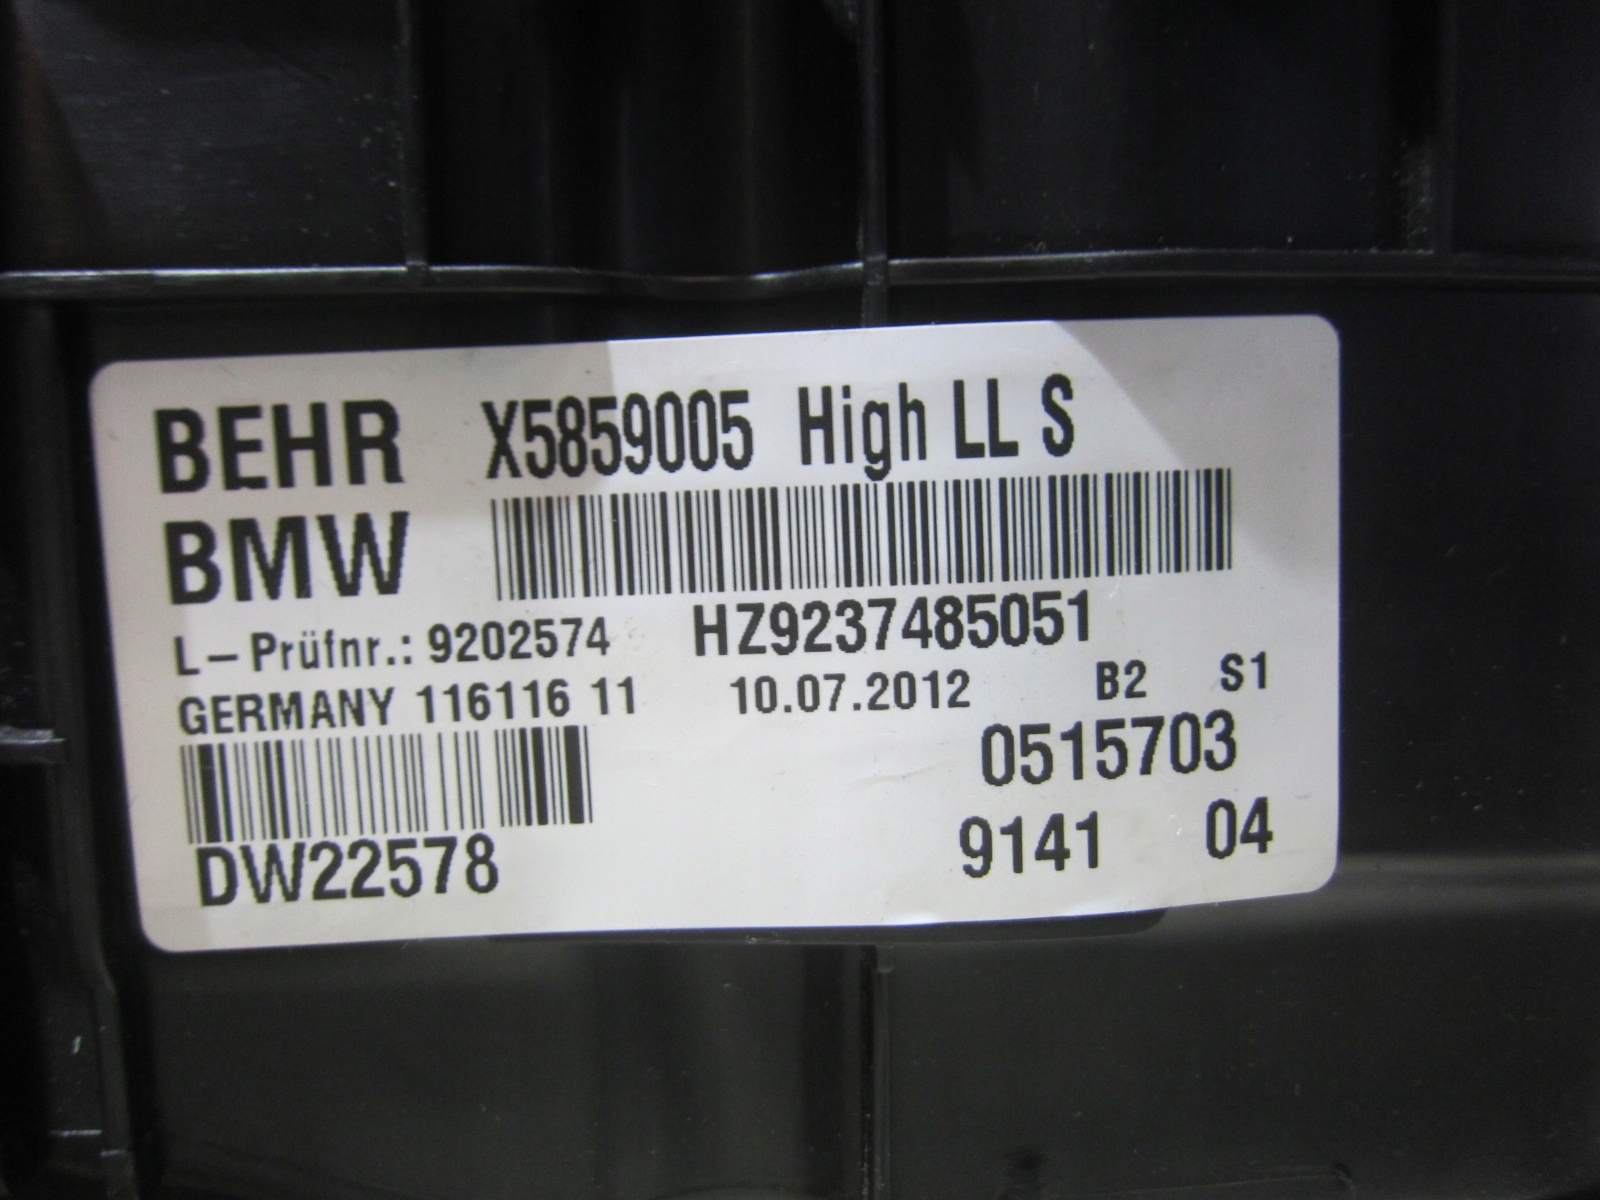 BEHR X5859005 High LL S
BMW
L-Prüfnr.: 9202574 HZ9237485051
GERMANY 116116 11 10.07.2012 B2 S1
0515703
DW22578 9141 04